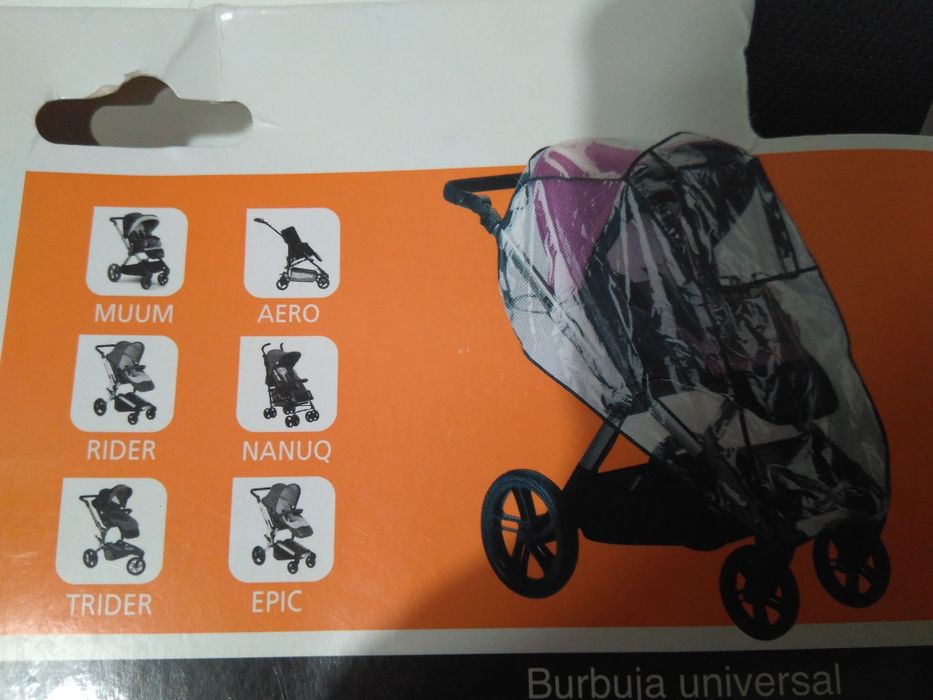 MUUM AERO
RIDER NANUQ
TRIDER EPIC
Burbuja universal